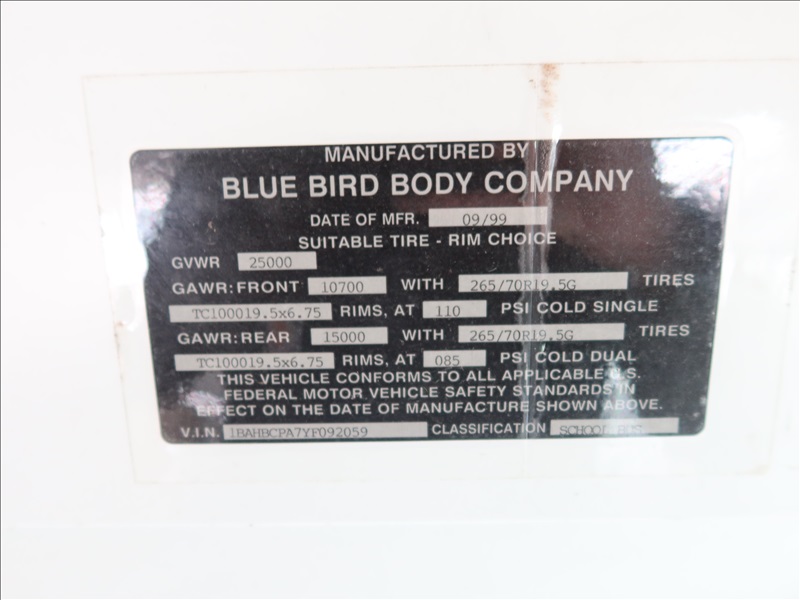 MANUFACTURED BY
BLUE BIRD BODY COMPANY
DATE OF MFR. 09/99
SUITABLE TIRE - RIM CHOICE
GVWR 25000
GAWR: FRONT 10700 WITH 265/70R19.5G TIRES
TC100019.5x6.75 RIMS, AT 110 PSI COLD SINGLE
GAWR: REAR 15000 WITH 265/70R19.5G TIRES
TC100019.5x6.75 RIMS, AT 085 PSI COLD DUAL
THIS VEHICLE CONFORMS TO ALL APPLICABLE U.S.
FEDERAL MOTOR VEHICLE SAFETY STANDARDS IN
EFFECT ON THE DATE OF MANUFACTURE SHOWN ABOVE.
V.I.N. 1BAHBCPA7YF092059 CLASSIFICATION SCHOOL BUS